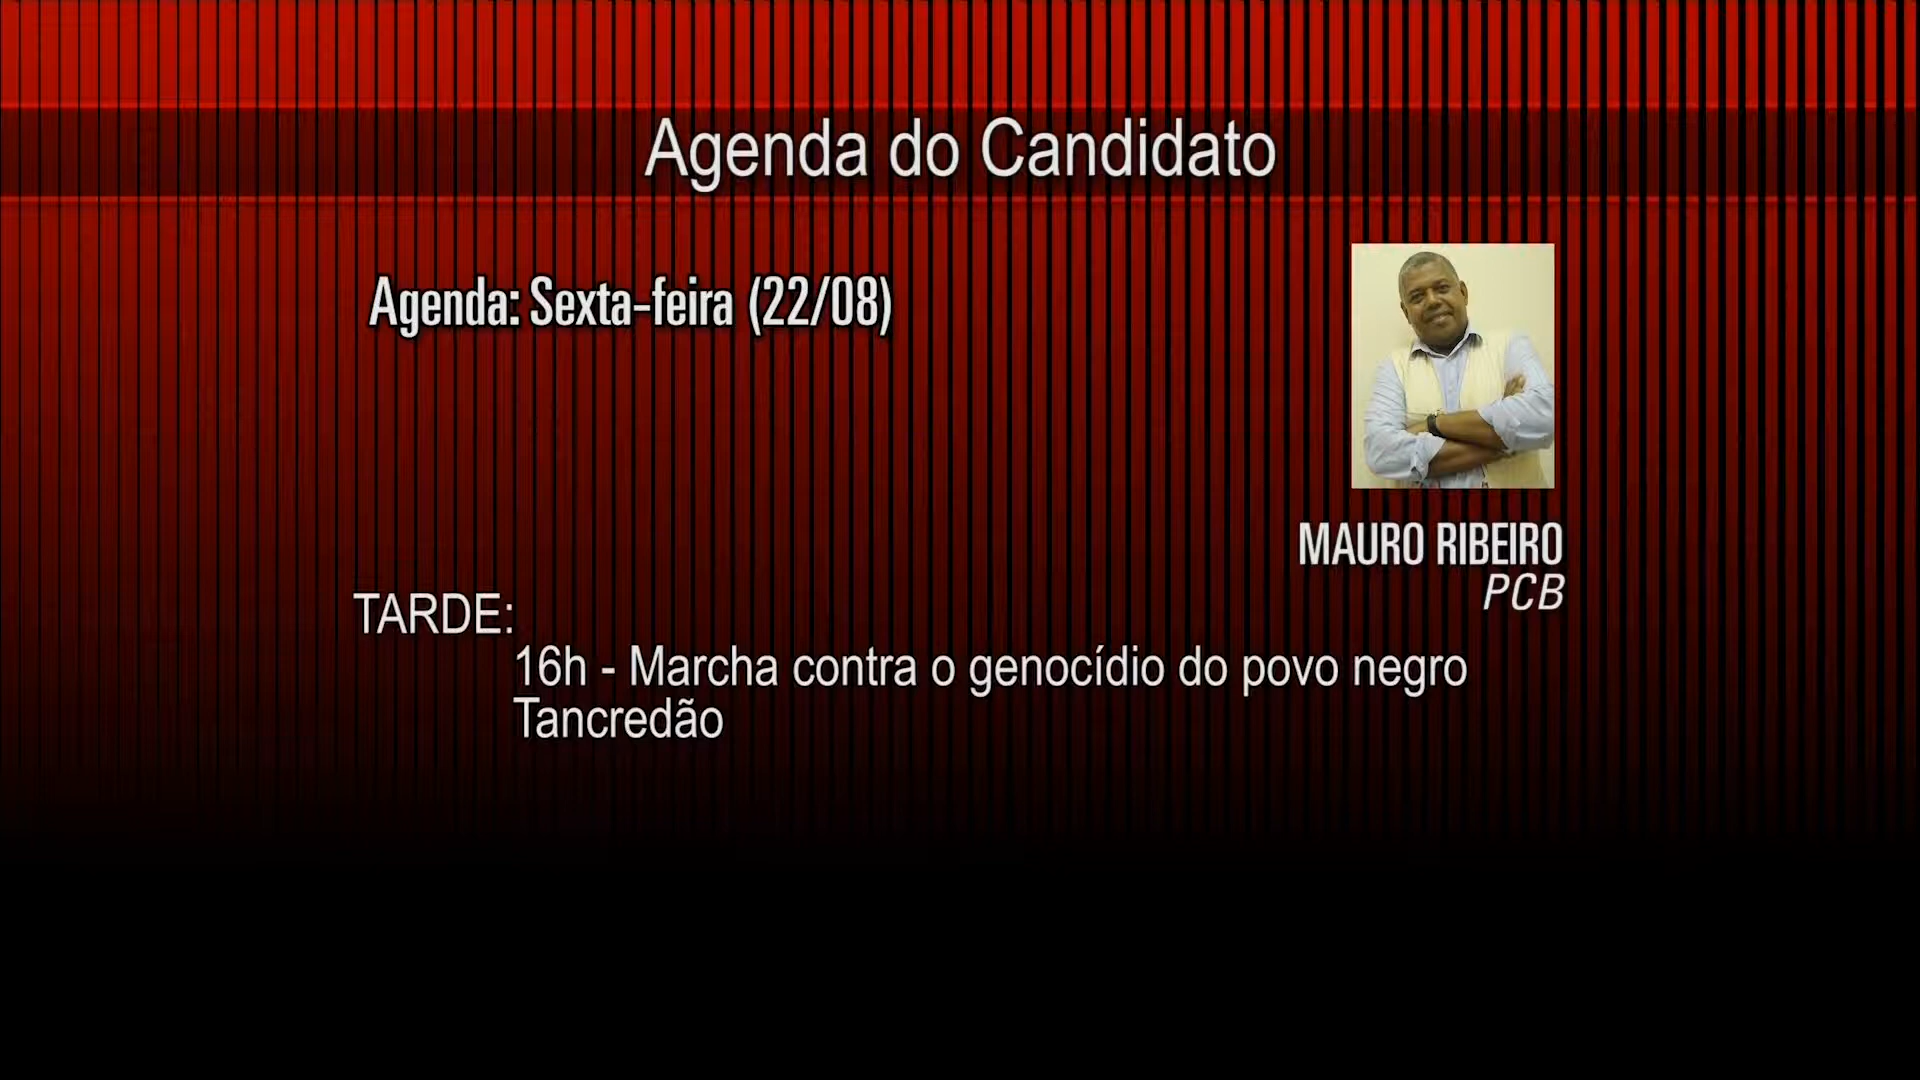 Agenda do Candidato
Agenda: Sexta-feira (22/08)
MAURO RIBEIRO
PCB
TARDE:
16h - Marcha contra o genocídio do povo negro
Tancredão